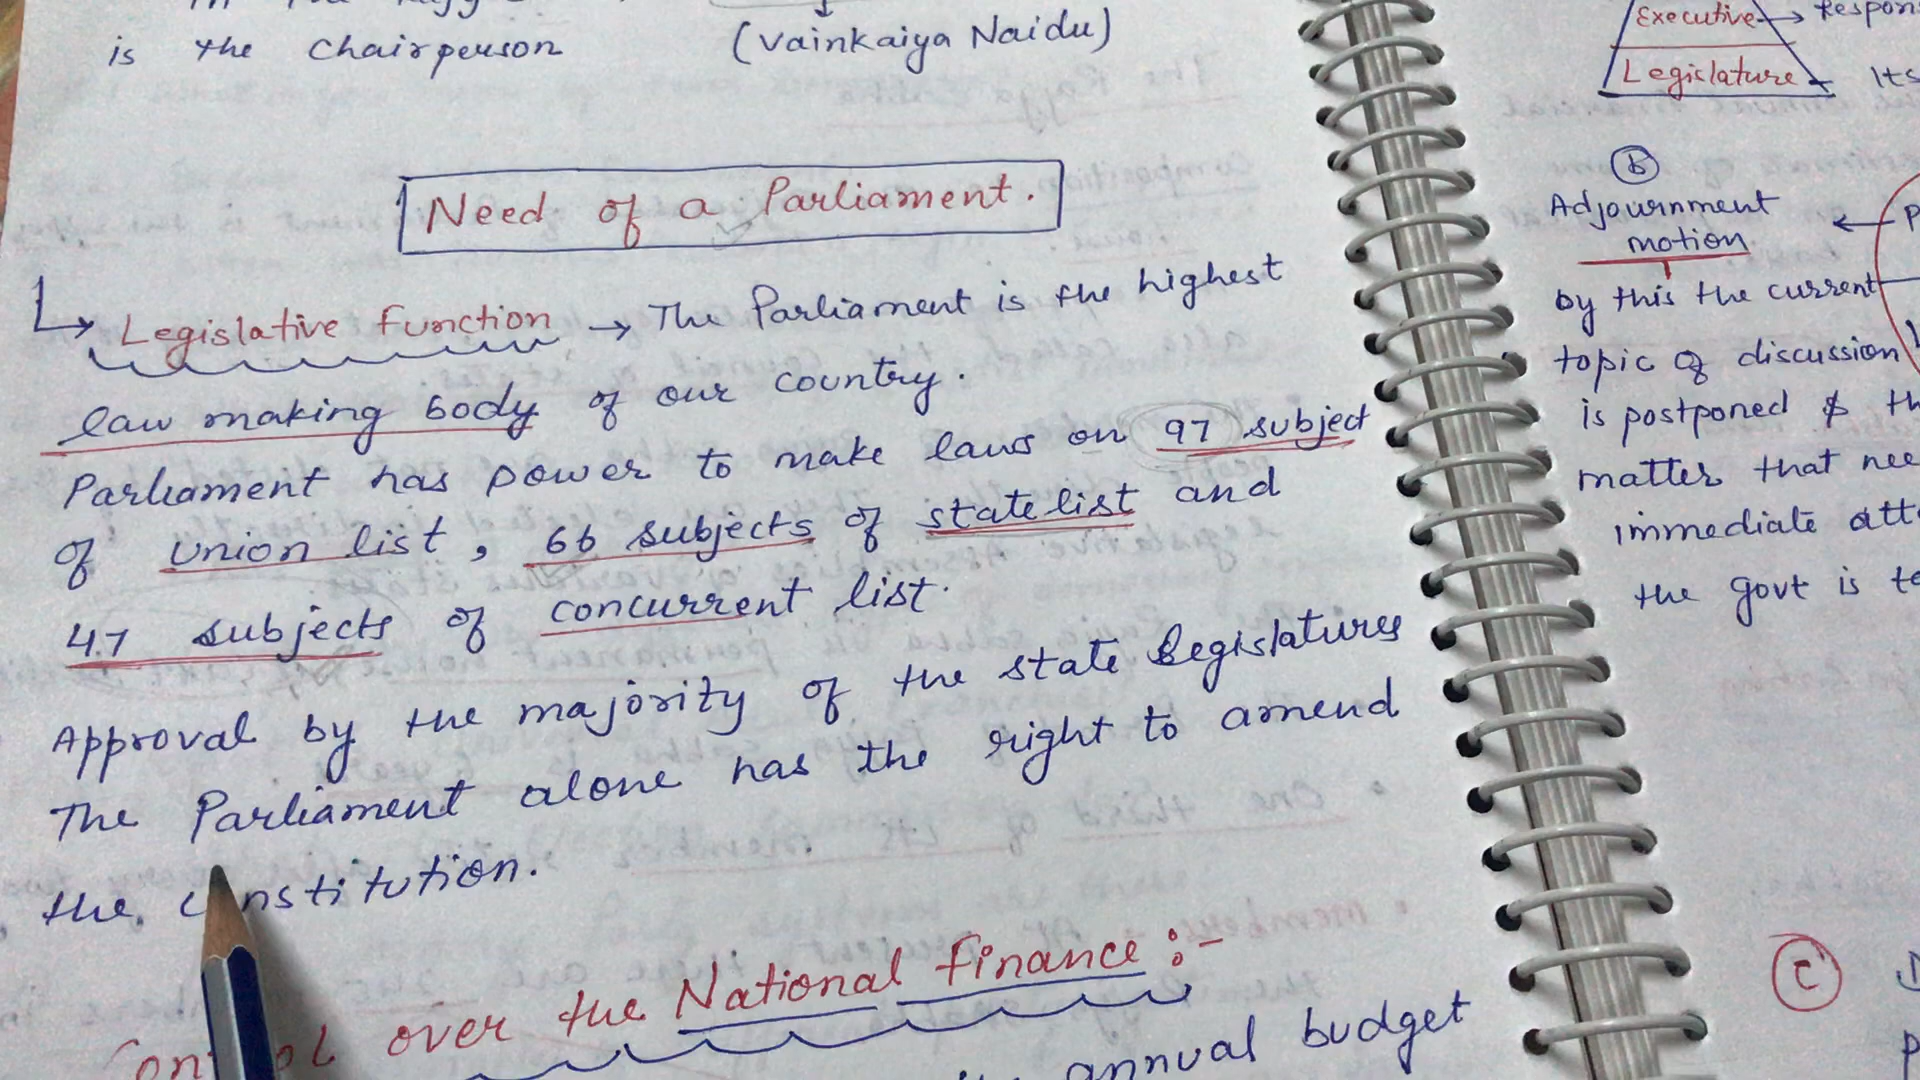 is the Chairperson
(Vainkaiya Naidu)
Need of a Parliament.
Legislative Function → The Parliament is the highest
law making body of our country.
Parliament has power to make laws on 97 subject
of Union list, 66 subjects of state list and
47 subjects of concurrent list.
Approval by the majority of the state Legislatures
The Parliament alone has the right to amend
the constitution.
Control over the National Finance :-
annual budget
Executive → Respon
Legislature → Its
b
Adjournment
motion
by this the current
topic of discussion
is postponed & th
matter that nee
immediate atte
the govt is to
C